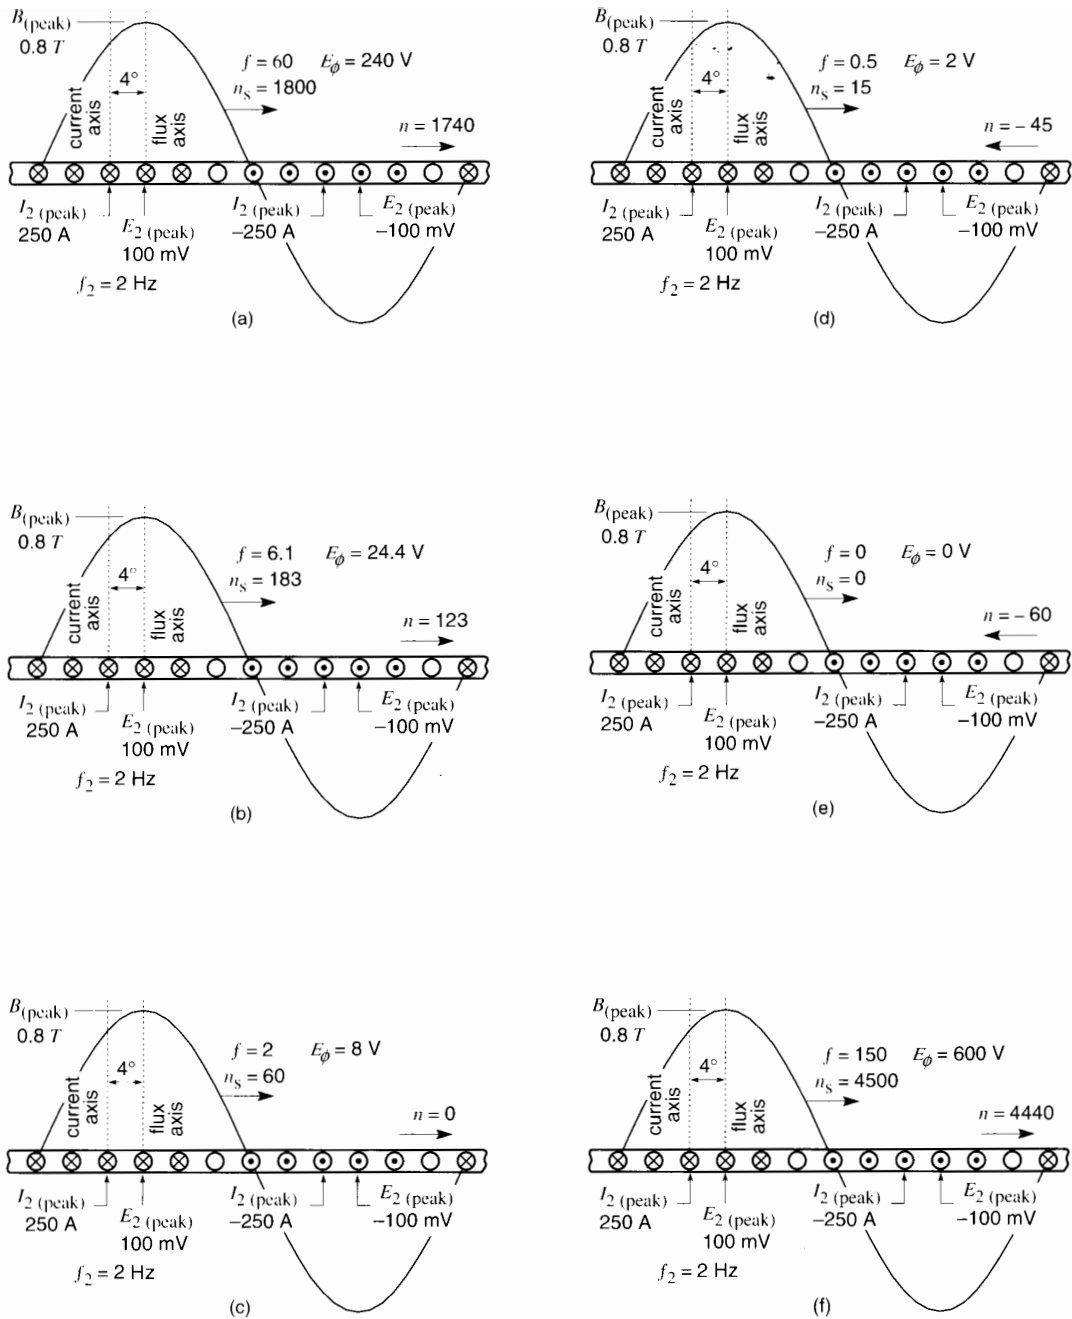 B(peak)
0.8 T
4°
current axis
flux axis
f = 60 Eϕ = 240 V
nS = 1800
n = 1740
I2 (peak)
250 A
E2 (peak)
100 mV
I2 (peak)
−250 A
E2 (peak)
−100 mV
f2 = 2 Hz
(a)
B(peak)
0.8 T
4°
current axis
flux axis
f = 0.5 Eϕ = 2 V
nS = 15
n = − 45
I2 (peak)
250 A
E2 (peak)
100 mV
I2 (peak)
−250 A
E2 (peak)
−100 mV
f2 = 2 Hz
(d)
B(peak)
0.8 T
4°
current axis
flux axis
f = 6.1 Eϕ = 24.4 V
nS = 183
n = 123
I2 (peak)
250 A
E2 (peak)
100 mV
I2 (peak)
−250 A
E2 (peak)
−100 mV
f2 = 2 Hz
(b)
B(peak)
0.8 T
4°
current axis
flux axis
f = 0 Eϕ = 0 V
nS = 0
n = − 60
I2 (peak)
250 A
E2 (peak)
100 mV
I2 (peak)
−250 A
E2 (peak)
−100 mV
f2 = 2 Hz
(e)
B(peak)
0.8 T
4°
current axis
flux axis
f = 2 Eϕ = 8 V
nS = 60
n = 0
I2 (peak)
250 A
E2 (peak)
100 mV
I2 (peak)
−250 A
E2 (peak)
−100 mV
f2 = 2 Hz
(c)
B(peak)
0.8 T
4°
current axis
flux axis
f = 150 Eϕ = 600 V
nS = 4500
n = 4440
I2 (peak)
250 A
E2 (peak)
100 mV
I2 (peak)
−250 A
E2 (peak)
−100 mV
f2 = 2 Hz
(f)